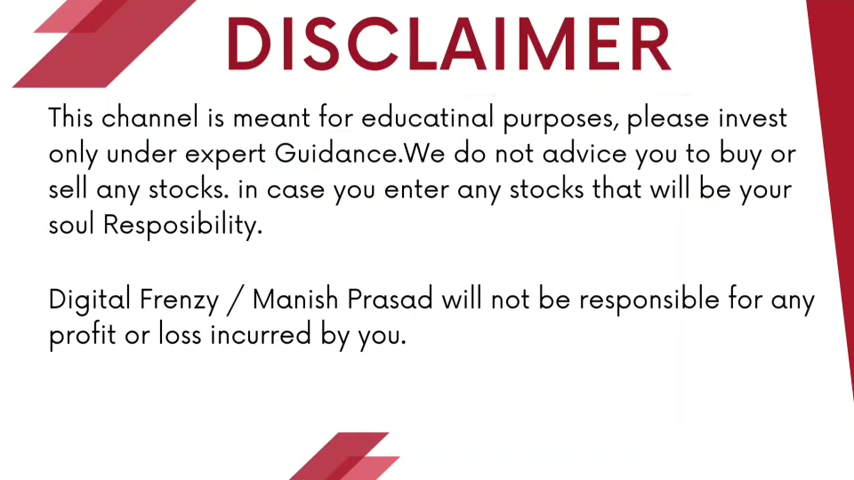 DISCLAIMER
This channel is meant for educatinal purposes, please invest
only under expert Guidance.We do not advice you to buy or
sell any stocks. in case you enter any stocks that will be your
soul Resposibility.
Digital Frenzy / Manish Prasad will not be responsible for any
profit or loss incurred by you.